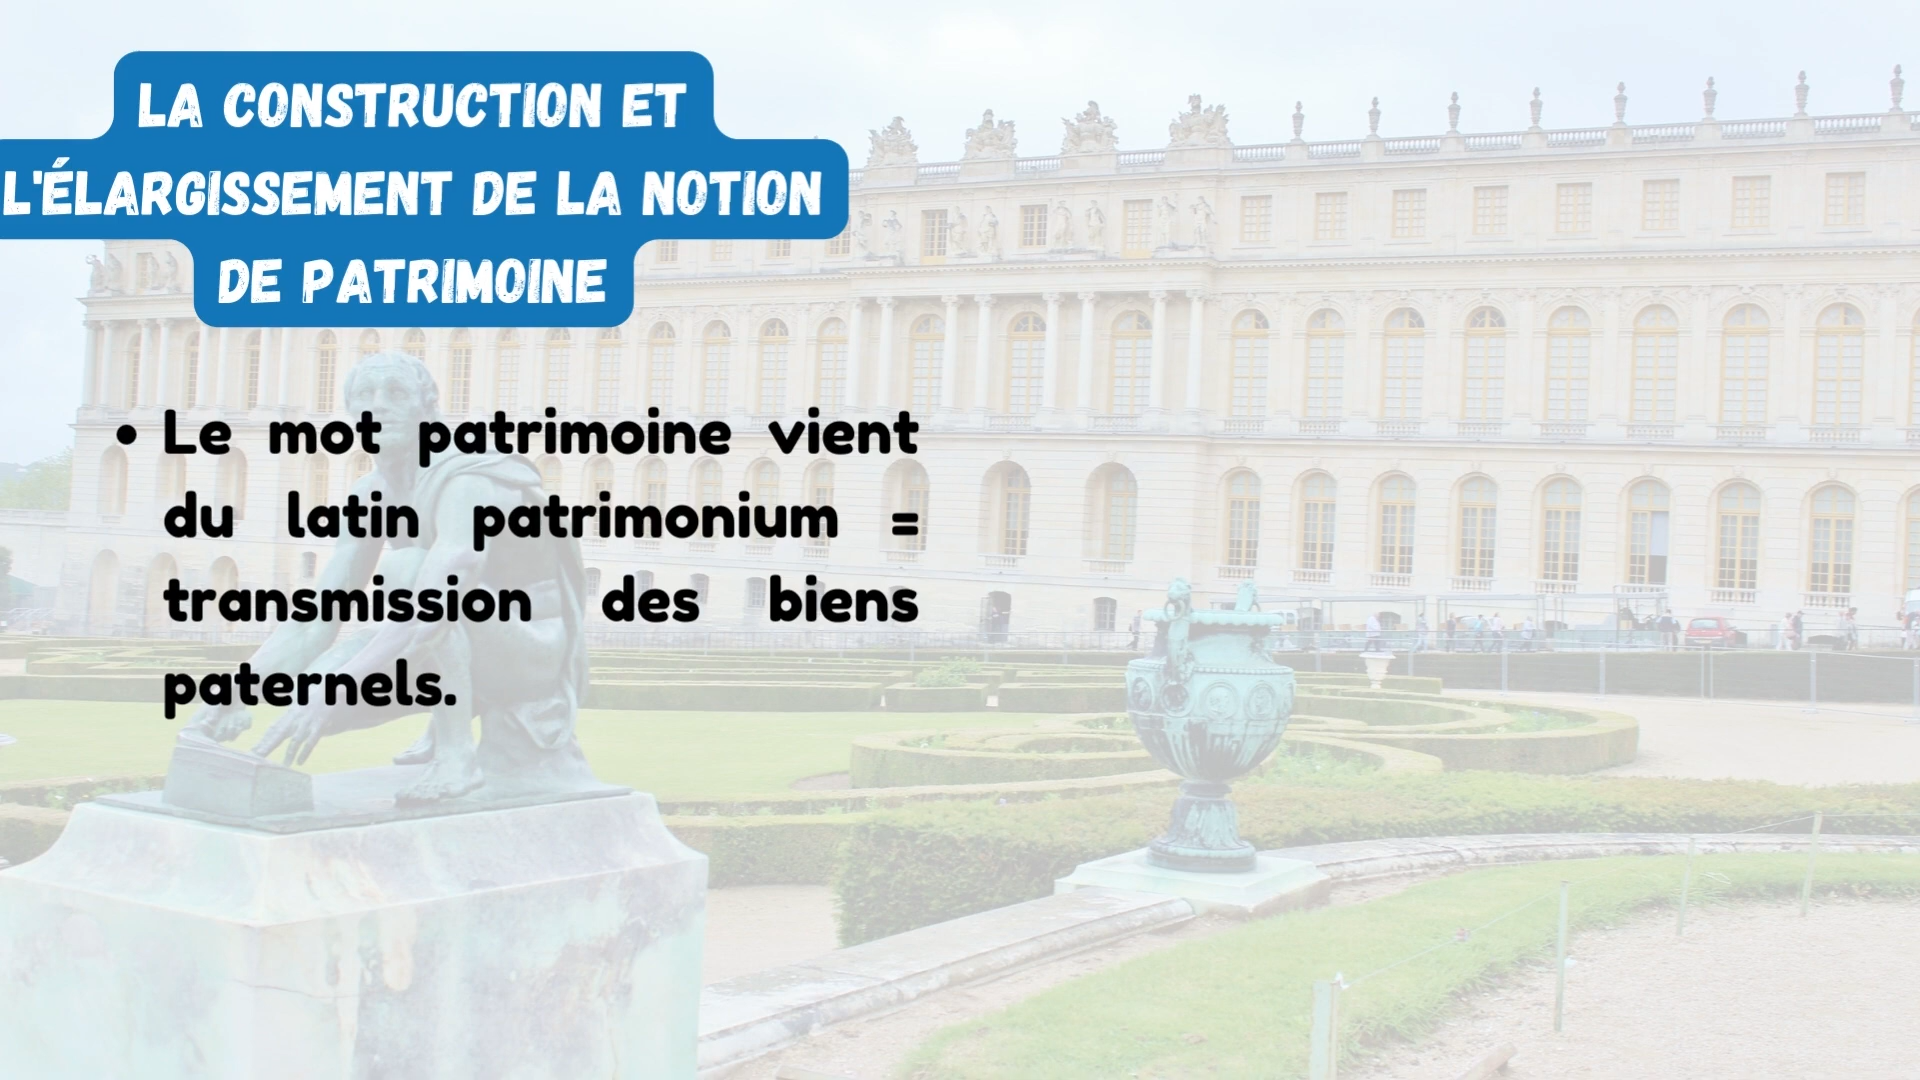 LA CONSTRUCTION ET
L'ÉLARGISSEMENT DE LA NOTION
DE PATRIMOINE
• Le mot patrimoine vient
du latin patrimonium =
transmission des biens
paternels.